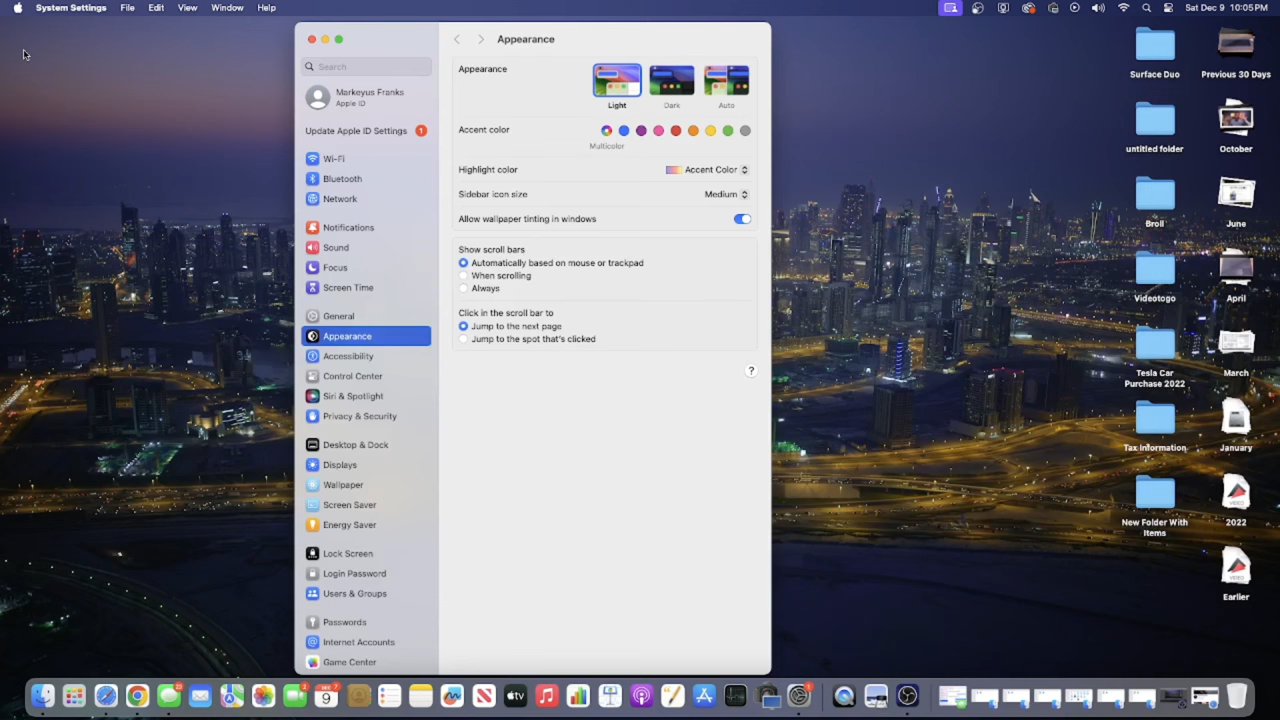 System Settings File Edit View Window Help
Sat Dec 9 10:05 PM
Search
Markeyus Franks
Apple ID
Update Apple ID Settings 1
Wi-Fi
Bluetooth
Network
Notifications
Sound
Focus
Screen Time
General
Appearance
Accessibility
Control Center
Siri & Spotlight
Privacy & Security
Desktop & Dock
Displays
Wallpaper
Screen Saver
Energy Saver
Lock Screen
Login Password
Users & Groups
Passwords
Internet Accounts
Game Center
Appearance
Appearance
Light Dark Auto
Accent color
Multicolor
Highlight color Accent Color
Sidebar icon size Medium
Allow wallpaper tinting in windows
Show scroll bars
Automatically based on mouse or trackpad
When scrolling
Always
Click in the scroll bar to
Jump to the next page
Jump to the spot that's clicked
?
Surface Duo
Previous 30 Days
untitled folder
October
Broll
June
Videotogo
April
Tesla Car
Purchase 2022
March
Tax Information
January
New Folder With
Items
2022
Earlier
9
tv